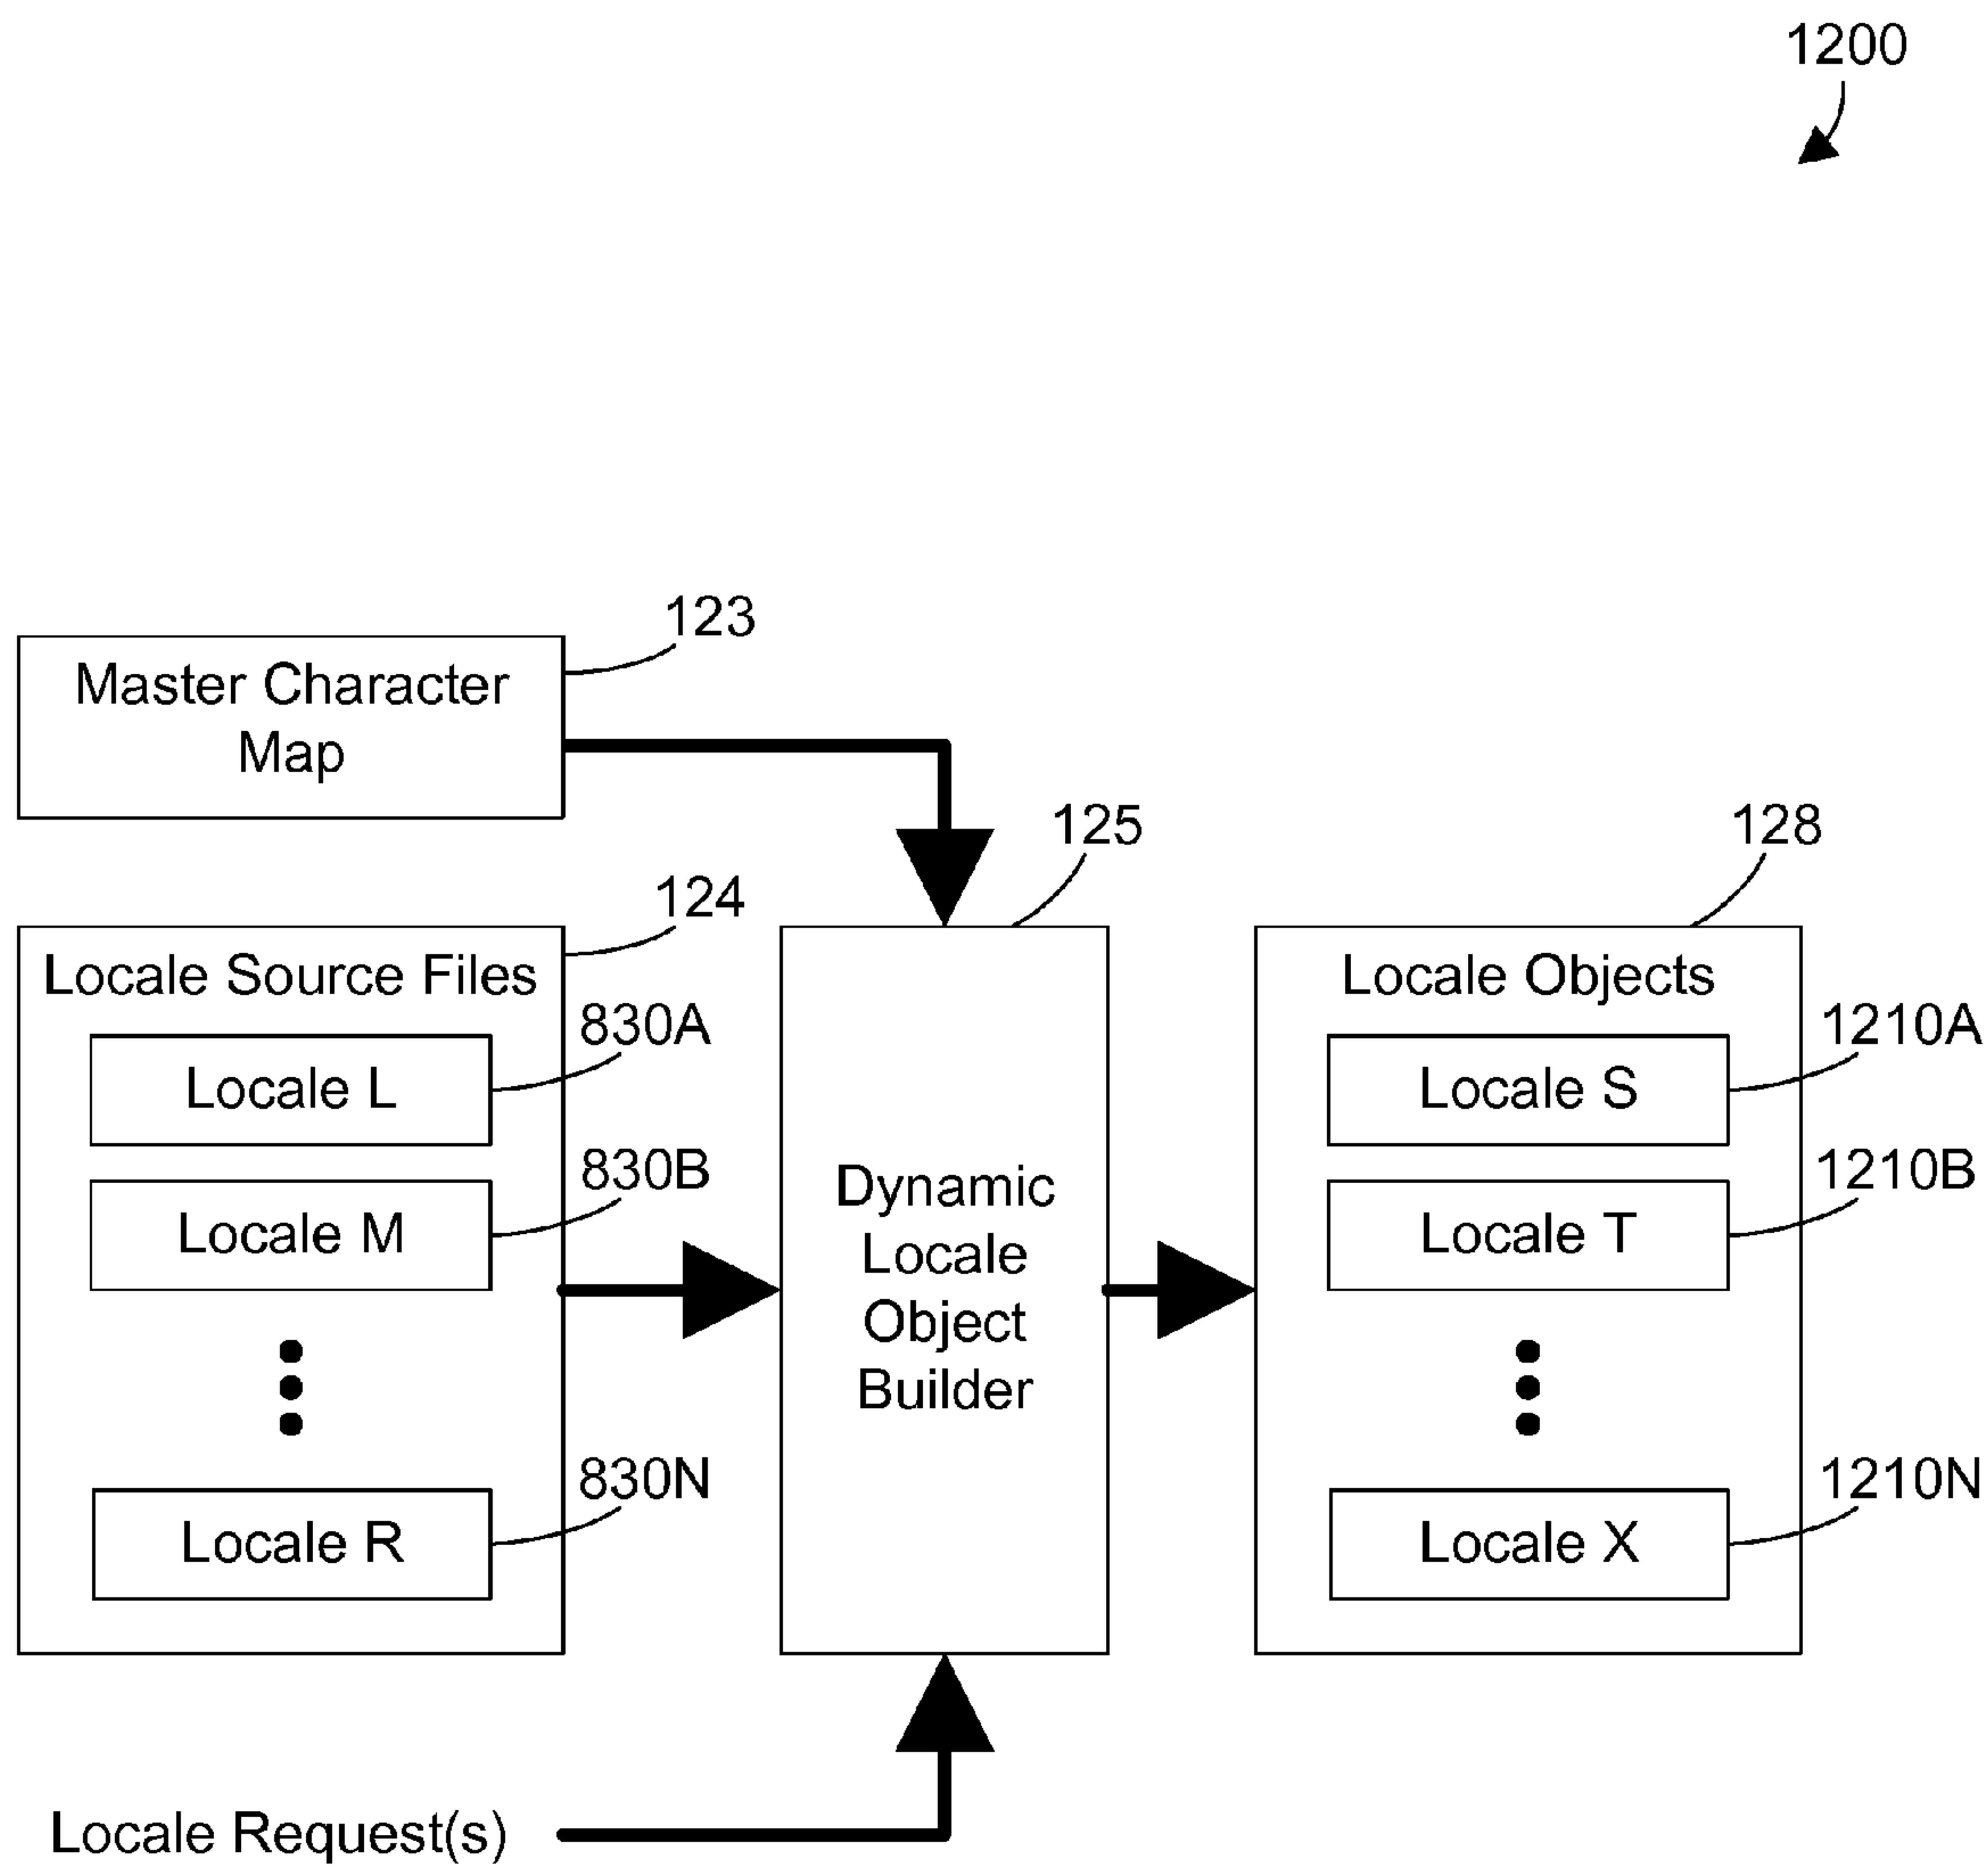 1200
123
Master Character
Map
125
128
124
Locale Source Files
Locale Objects
830A
1210A
Locale L
Locale S
830B
1210B
Locale M
Locale T
Dynamic
Locale
Object
Builder
830N
1210N
Locale R
Locale X
Locale Request(s)